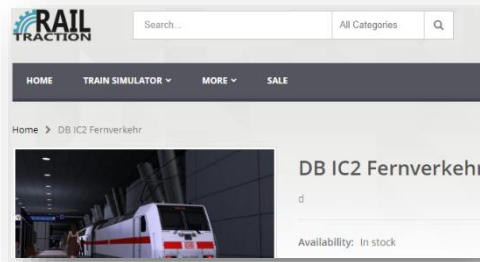 RAIL
TRACTION
Search...
All Categories
HOME
TRAIN SIMULATOR
MORE
SALE
Home > DB IC2 Fernverkehr
DB IC2 Fernverkehr
d
Availability: In stock